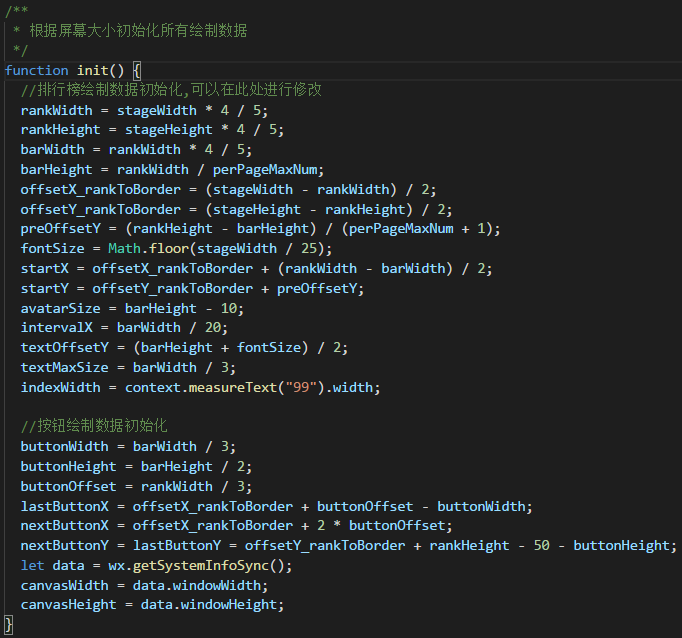 /**
 * 根据屏幕大小初始化所有绘制数据
 */
function init() {
  //排行榜绘制数据初始化,可以在此处进行修改
  rankWidth = stageWidth * 4 / 5;
  rankHeight = stageHeight * 4 / 5;
  barWidth = rankWidth * 4 / 5;
  barHeight = rankWidth / perPageMaxNum;
  offsetX_rankToBorder = (stageWidth - rankWidth) / 2;
  offsetY_rankToBorder = (stageHeight - rankHeight) / 2;
  preOffsetY = (rankHeight - barHeight) / (perPageMaxNum + 1);
  fontSize = Math.floor(stageWidth / 25);
  startX = offsetX_rankToBorder + (rankWidth - barWidth) / 2;
  startY = offsetY_rankToBorder + preOffsetY;
  avatarSize = barHeight - 10;
  intervalX = barWidth / 20;
  textOffsetY = (barHeight + fontSize) / 2;
  textMaxSize = barWidth / 3;
  indexWidth = context.measureText("99").width;

  //按钮绘制数据初始化
  buttonWidth = barWidth / 3;
  buttonHeight = barHeight / 2;
  buttonOffset = rankWidth / 3;
  lastButtonX = offsetX_rankToBorder + buttonOffset - buttonWidth;
  nextButtonX = offsetX_rankToBorder + 2 * buttonOffset;
  nextButtonY = lastButtonY = offsetY_rankToBorder + rankHeight - 50 - buttonHeight;
  let data = wx.getSystemInfoSync();
  canvasWidth = data.windowWidth;
  canvasHeight = data.windowHeight;
}